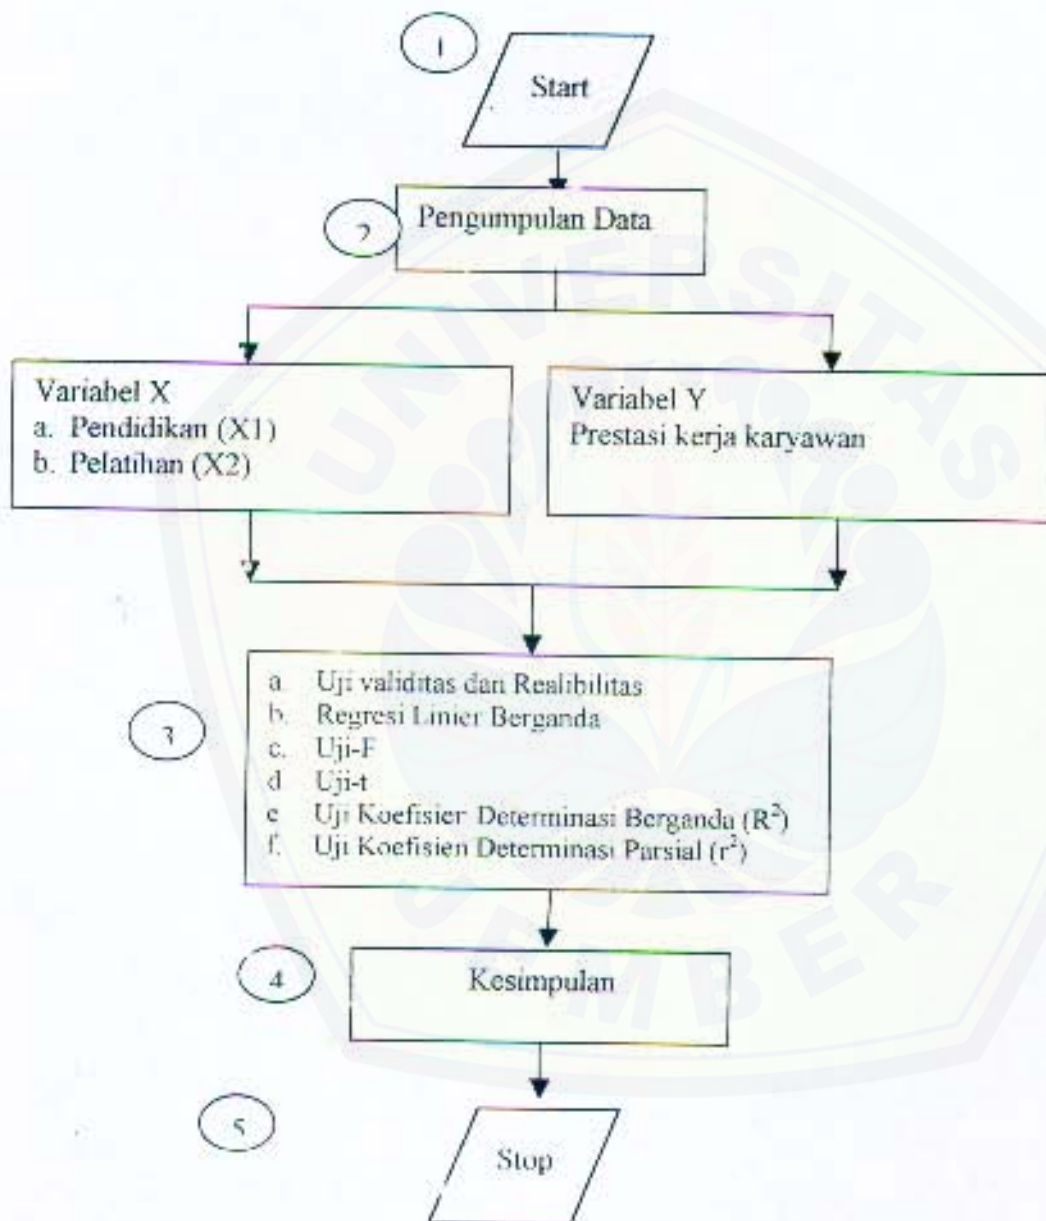 1
Start
2
Pengumpulan Data
Variabel X
a. Pendidikan (X1)
b. Pelatihan (X2)
Variabel Y
Prestasi kerja karyawan
3
a. Uji validitas dan Realibilitas
b. Regresi Linier Berganda
c. Uji-F
d Uji-t
e Uji Koefisien Determinasi Berganda (R²)
f. Uji Koefisien Determinasi Parsial (r²)
4
Kesimpulan
5
Stop
UNIVERSITAS
JEMBER